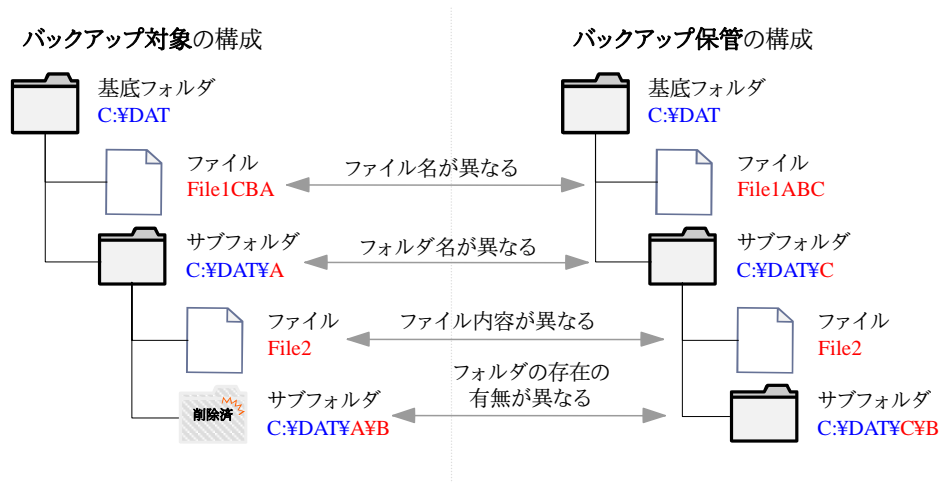 バックアップ対象の構成
バックアップ保管の構成
基底フォルダ
C:¥DAT
基底フォルダ
C:¥DAT
ファイル
File1CBA
ファイル名が異なる
ファイル
File1ABC
サブフォルダ
C:¥DAT¥A
フォルダ名が異なる
サブフォルダ
C:¥DAT¥C
ファイル
File2
ファイル内容が異なる
ファイル
File2
フォルダの存在の
有無が異なる
削除済
サブフォルダ
C:¥DAT¥A¥B
サブフォルダ
C:¥DAT¥C¥B